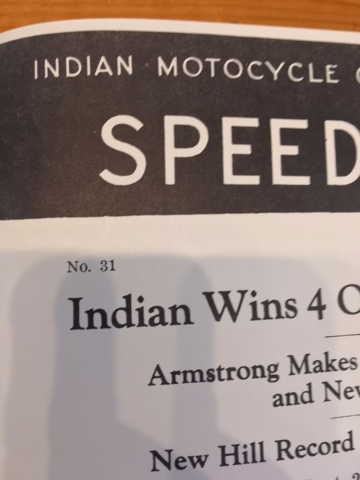 INDIAN MOTOCYCLE
SPEED
No. 31
Indian Wins 4
Armstrong Makes
and
New Hill Record